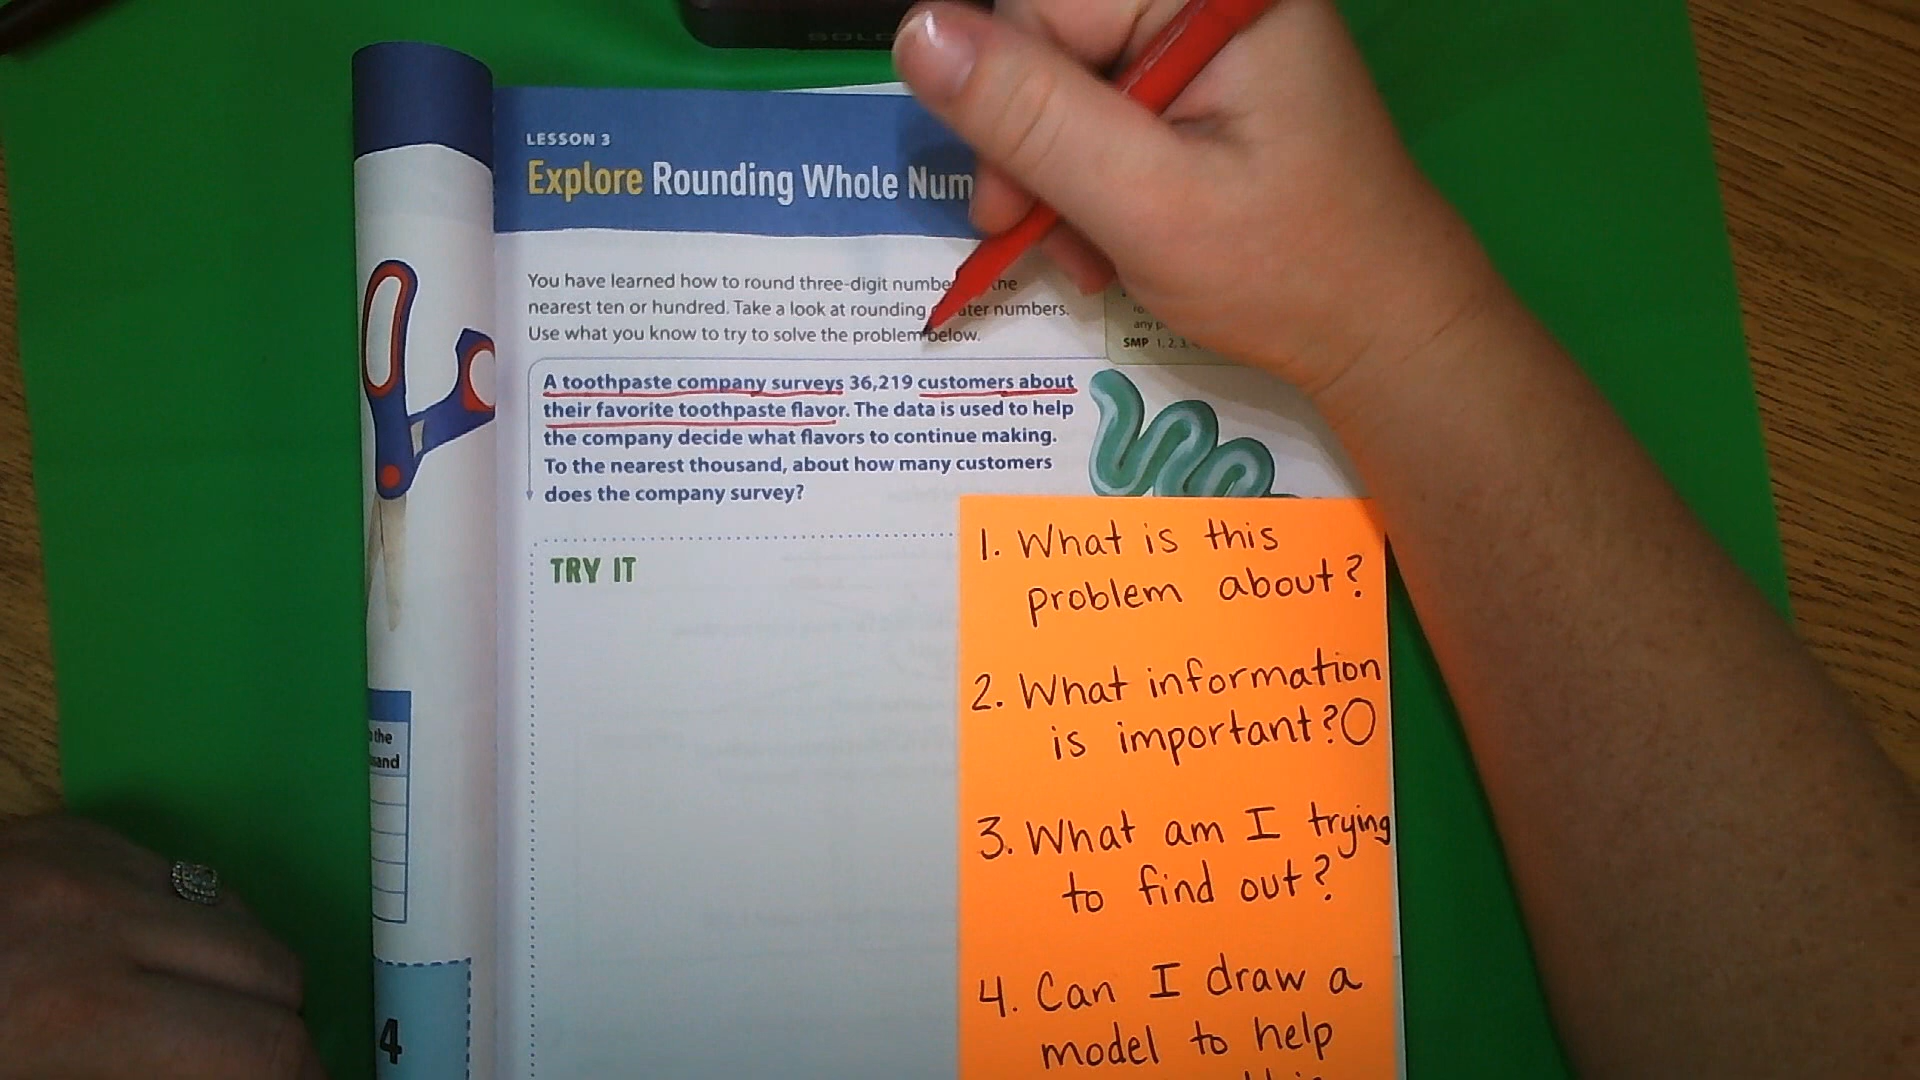 SOLO
LESSON 3
Explore Rounding Whole Num
You have learned how to round three-digit numbe the
nearest ten or hundred. Take a look at rounding ater numbers.
Use what you know to try to solve the problem below.
any p
SMP 1, 2, 3,
A toothpaste company surveys 36,219 customers about
their favorite toothpaste flavor. The data is used to help
the company decide what flavors to continue making.
To the nearest thousand, about how many customers
does the company survey?
TRY IT
1. What is this
problem about?
2. What information
is important?
3. What am I trying
to find out?
4. Can I draw a
model to help
the
sand
4